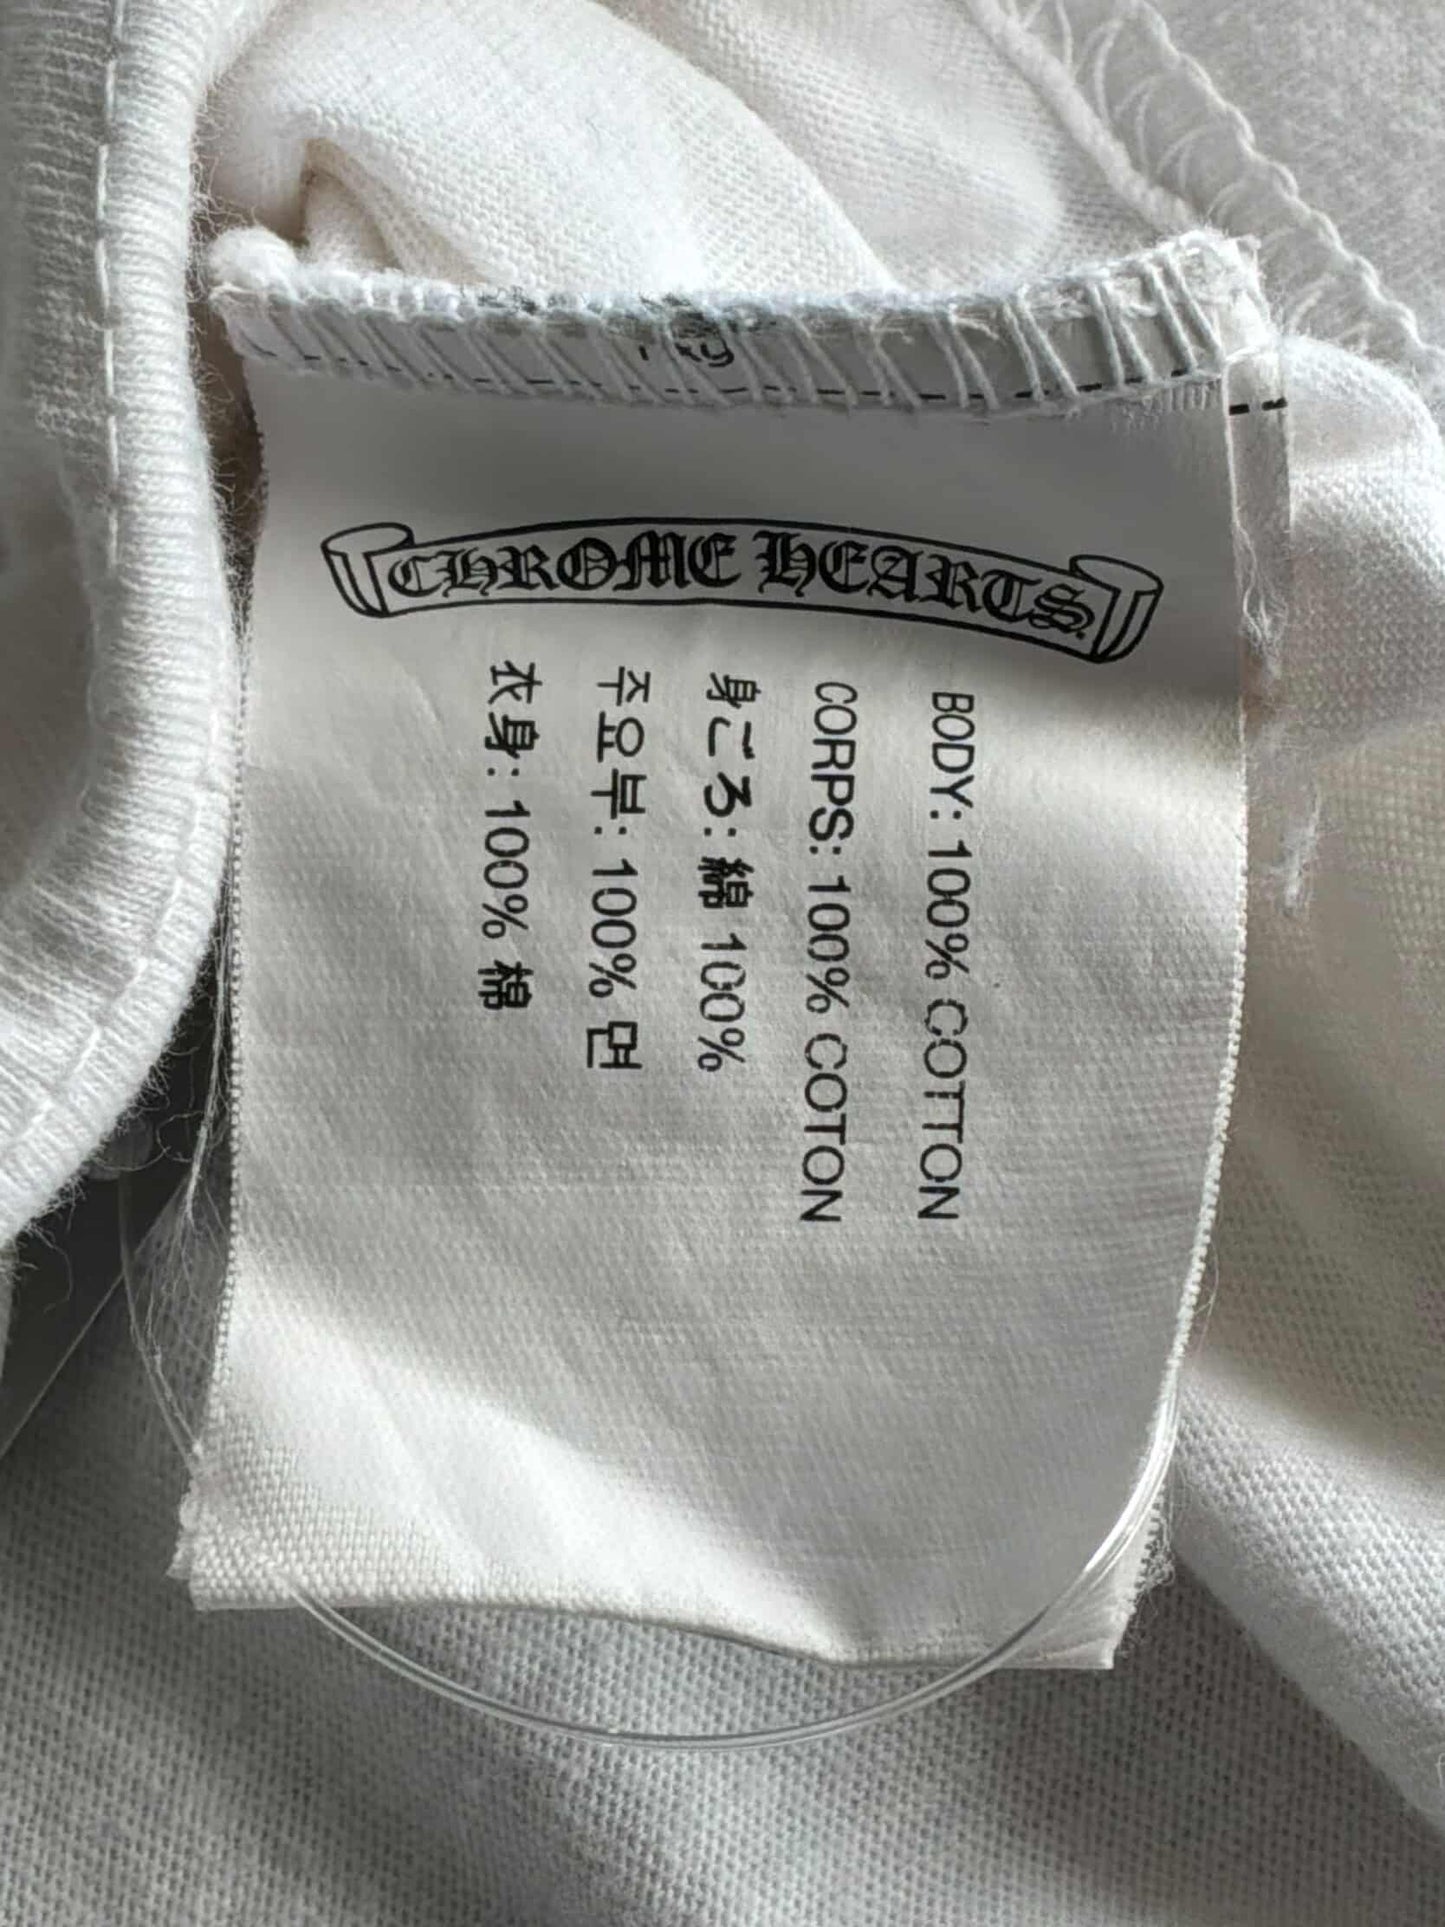 CHROME HEARTS
BODY: 100% COTTON
CORPS: 100% COTON
身ごろ: 綿 100%
주요부: 100% 면
衣身: 100% 棉